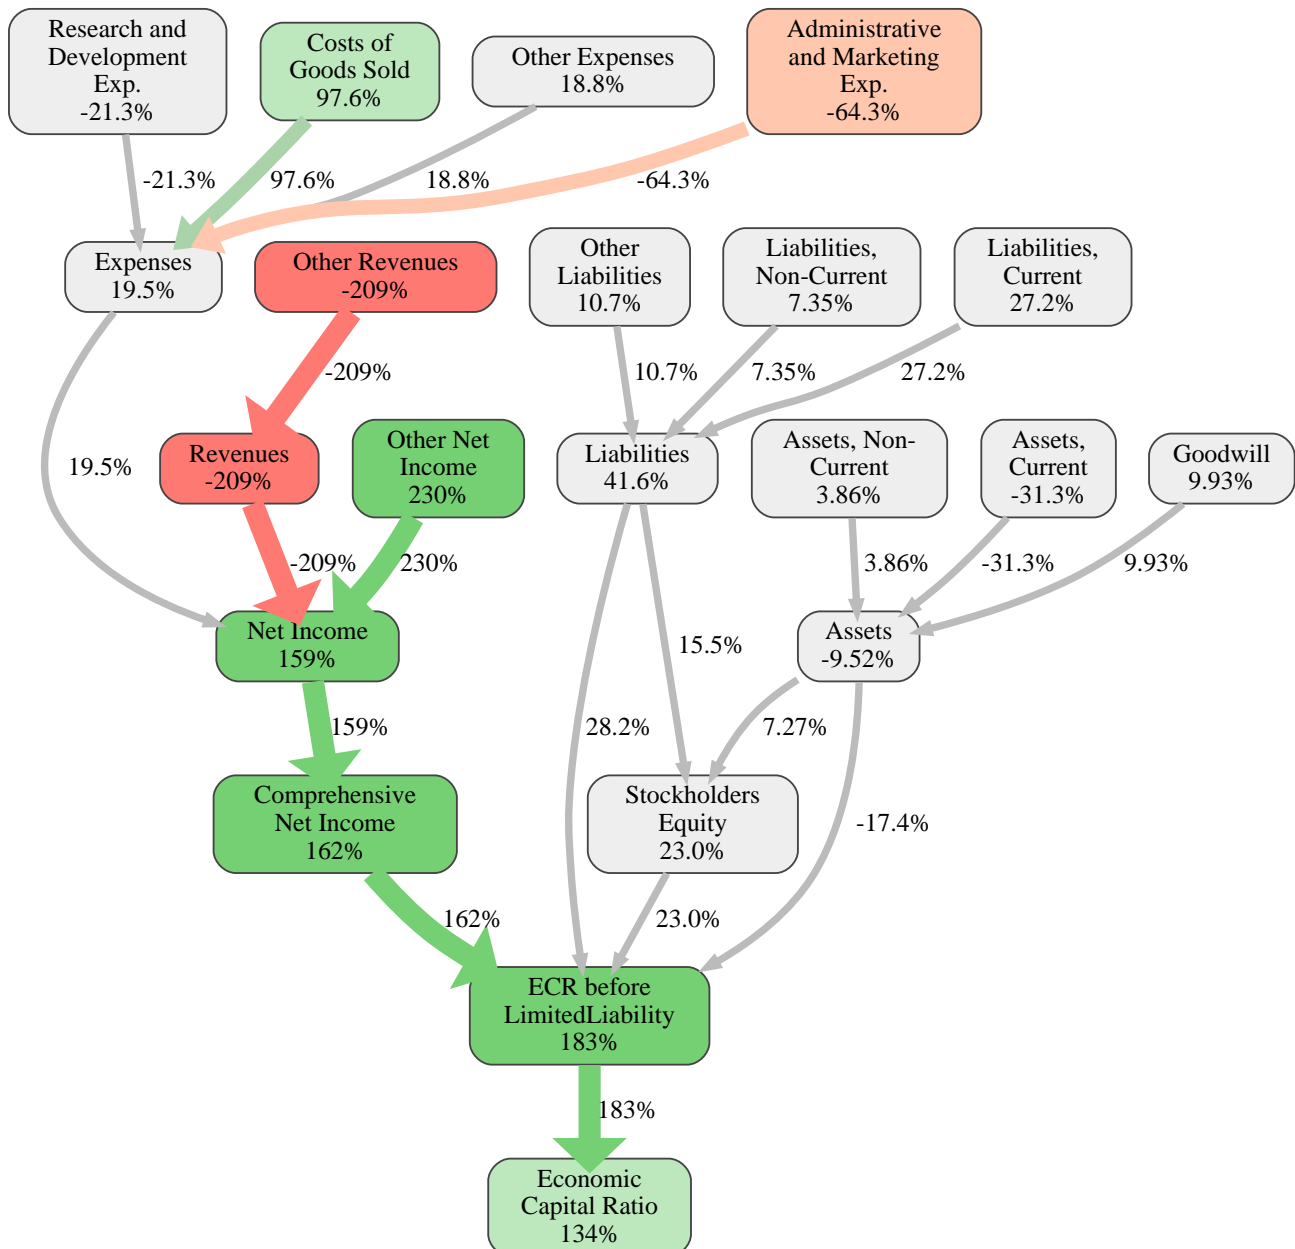 Research and
Development
Exp.
-21.3%
Costs of
Goods Sold
97.6%
Other Expenses
18.8%
Administrative
and Marketing
Exp.
-64.3%
-21.3%
97.6%
18.8%
-64.3%
Expenses
19.5%
Other Revenues
-209%
Other
Liabilities
10.7%
Liabilities,
Non-Current
7.35%
Liabilities,
Current
27.2%
-209%
10.7%
7.35%
27.2%
19.5%
Revenues
-209%
Other Net
Income
230%
Liabilities
41.6%
Assets, Non-
Current
3.86%
Assets,
Current
-31.3%
Goodwill
9.93%
-209%
230%
3.86%
-31.3%
9.93%
Net Income
159%
15.5%
Assets
-9.52%
159%
28.2%
7.27%
Comprehensive
Net Income
162%
Stockholders
Equity
23.0%
-17.4%
162%
23.0%
ECR before
LimitedLiability
183%
183%
Economic
Capital Ratio
134%